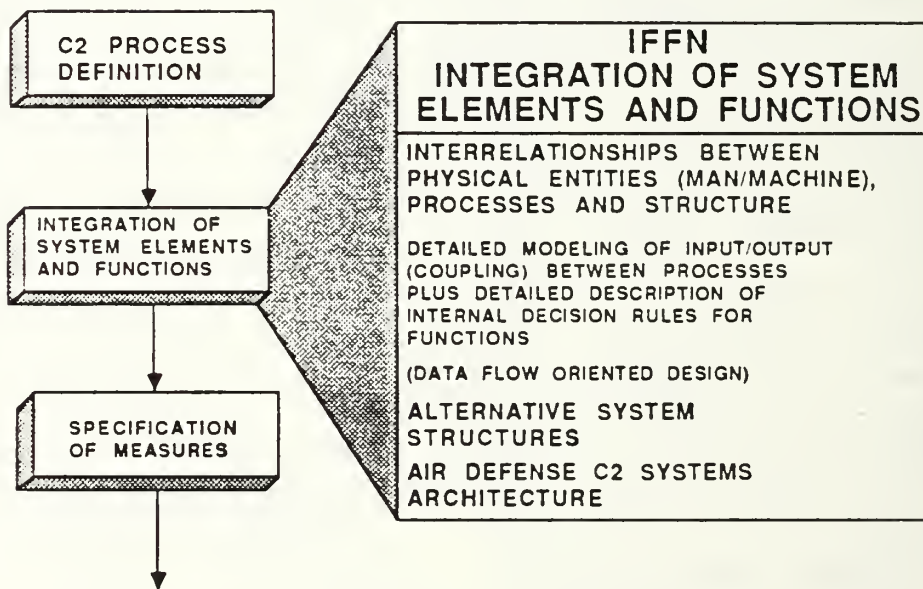 C2 PROCESS
DEFINITION
INTEGRATION OF
SYSTEM ELEMENTS
AND FUNCTIONS
SPECIFICATION
OF MEASURES
IFFN
INTEGRATION OF SYSTEM
ELEMENTS AND FUNCTIONS
INTERRELATIONSHIPS BETWEEN
PHYSICAL ENTITIES (MAN/MACHINE),
PROCESSES AND STRUCTURE
DETAILED MODELING OF INPUT/OUTPUT
(COUPLING) BETWEEN PROCESSES
PLUS DETAILED DESCRIPTION OF
INTERNAL DECISION RULES FOR
FUNCTIONS
(DATA FLOW ORIENTED DESIGN)
ALTERNATIVE SYSTEM
STRUCTURES
AIR DEFENSE C2 SYSTEMS
ARCHITECTURE